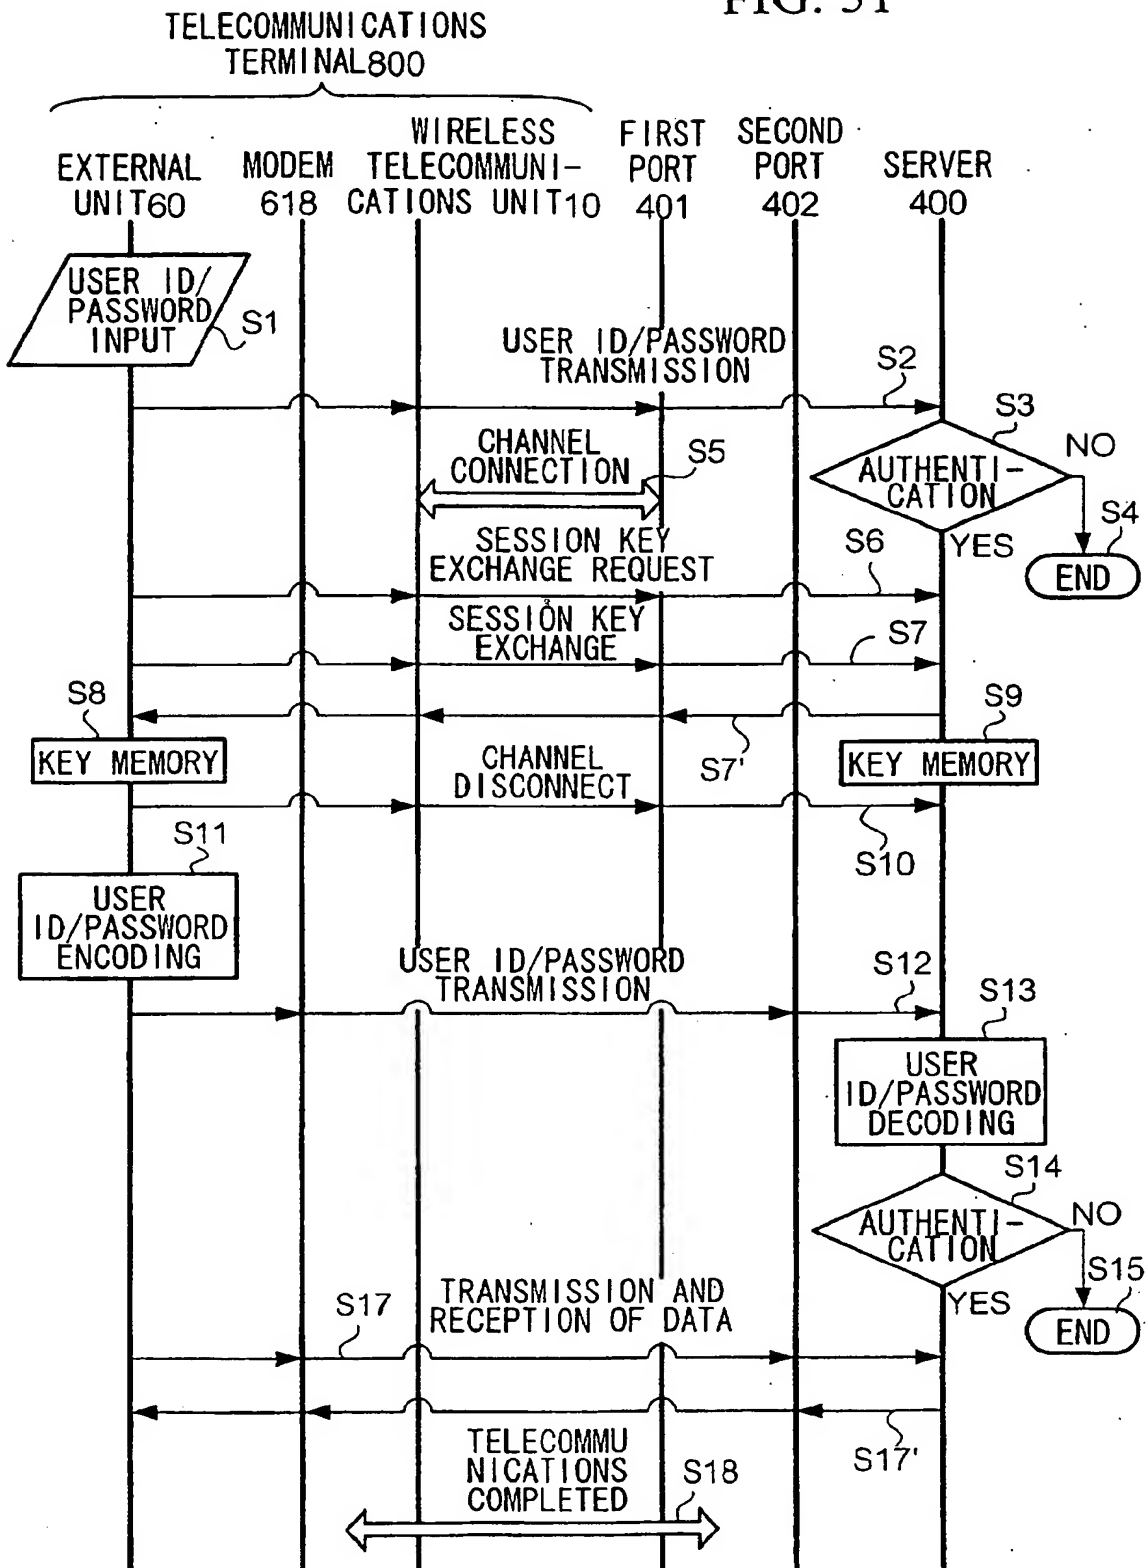 TELECOMMUNICATIONS
TERMINAL800
EXTERNAL
UNIT60
MODEM
618
WIRELESS
TELECOMMUNI-
CATIONS UNIT10
FIRST
PORT
401
SECOND
PORT
402
SERVER
400
USER ID/
PASSWORD
INPUT
S1
USER ID/PASSWORD
TRANSMISSION
S2
S3
AUTHENTI-
CATION
NO
S4
END
YES
CHANNEL
CONNECTION
S5
SESSION KEY
EXCHANGE REQUEST
S6
SESSION KEY
EXCHANGE
S7
S8
KEY MEMORY
S7'
S9
KEY MEMORY
CHANNEL
DISCONNECT
S10
S11
USER
ID/PASSWORD
ENCODING
USER ID/PASSWORD
TRANSMISSION
S12
S13
USER
ID/PASSWORD
DECODING
S14
AUTHENTI-
CATION
NO
S15
END
YES
TRANSMISSION AND
RECEPTION OF DATA
S17
S17'
TELECOMMU
NICATIONS
COMPLETED
S18